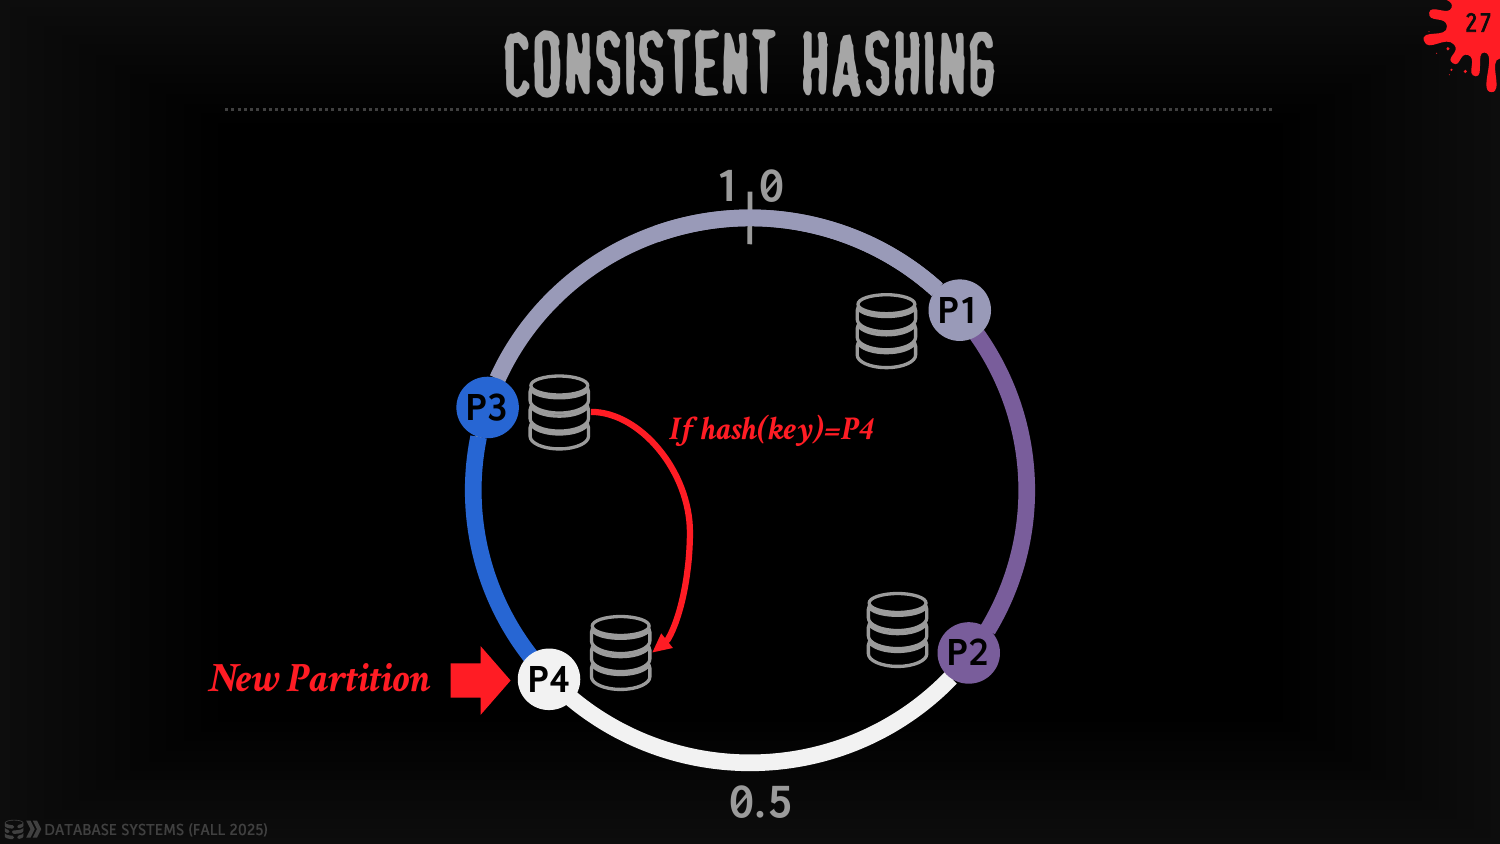 27
CONSISTENT HASHING
1.0
P1
P3
If hash(key)=P4
P2
New Partition
P4
0.5
DATABASE SYSTEMS (FALL 2025)